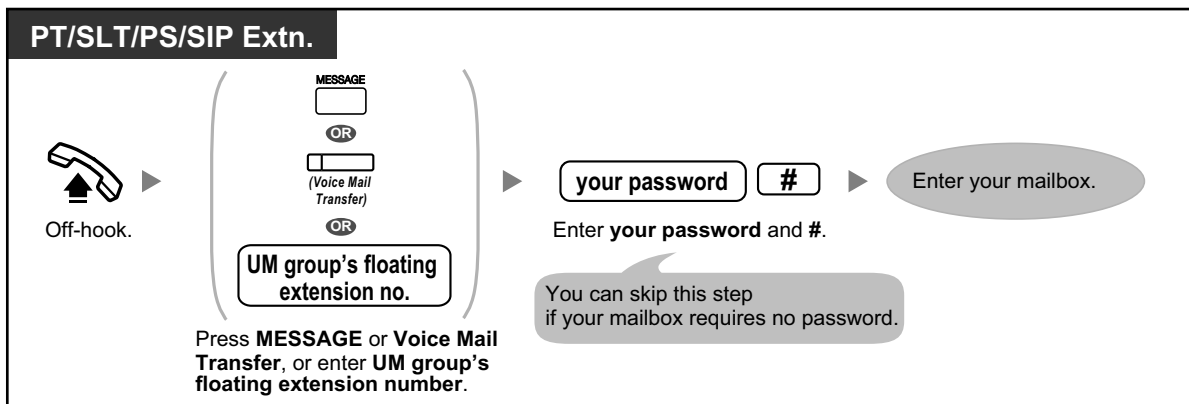 PT/SLT/PS/SIP Extn.
Off-hook.
MESSAGE
OR
(Voice Mail
Transfer)
OR
UM group's floating
extension no.
Press MESSAGE or Voice Mail
Transfer, or enter UM group's
floating extension number.
your password #
Enter your password and #.
You can skip this step
if your mailbox requires no password.
Enter your mailbox.